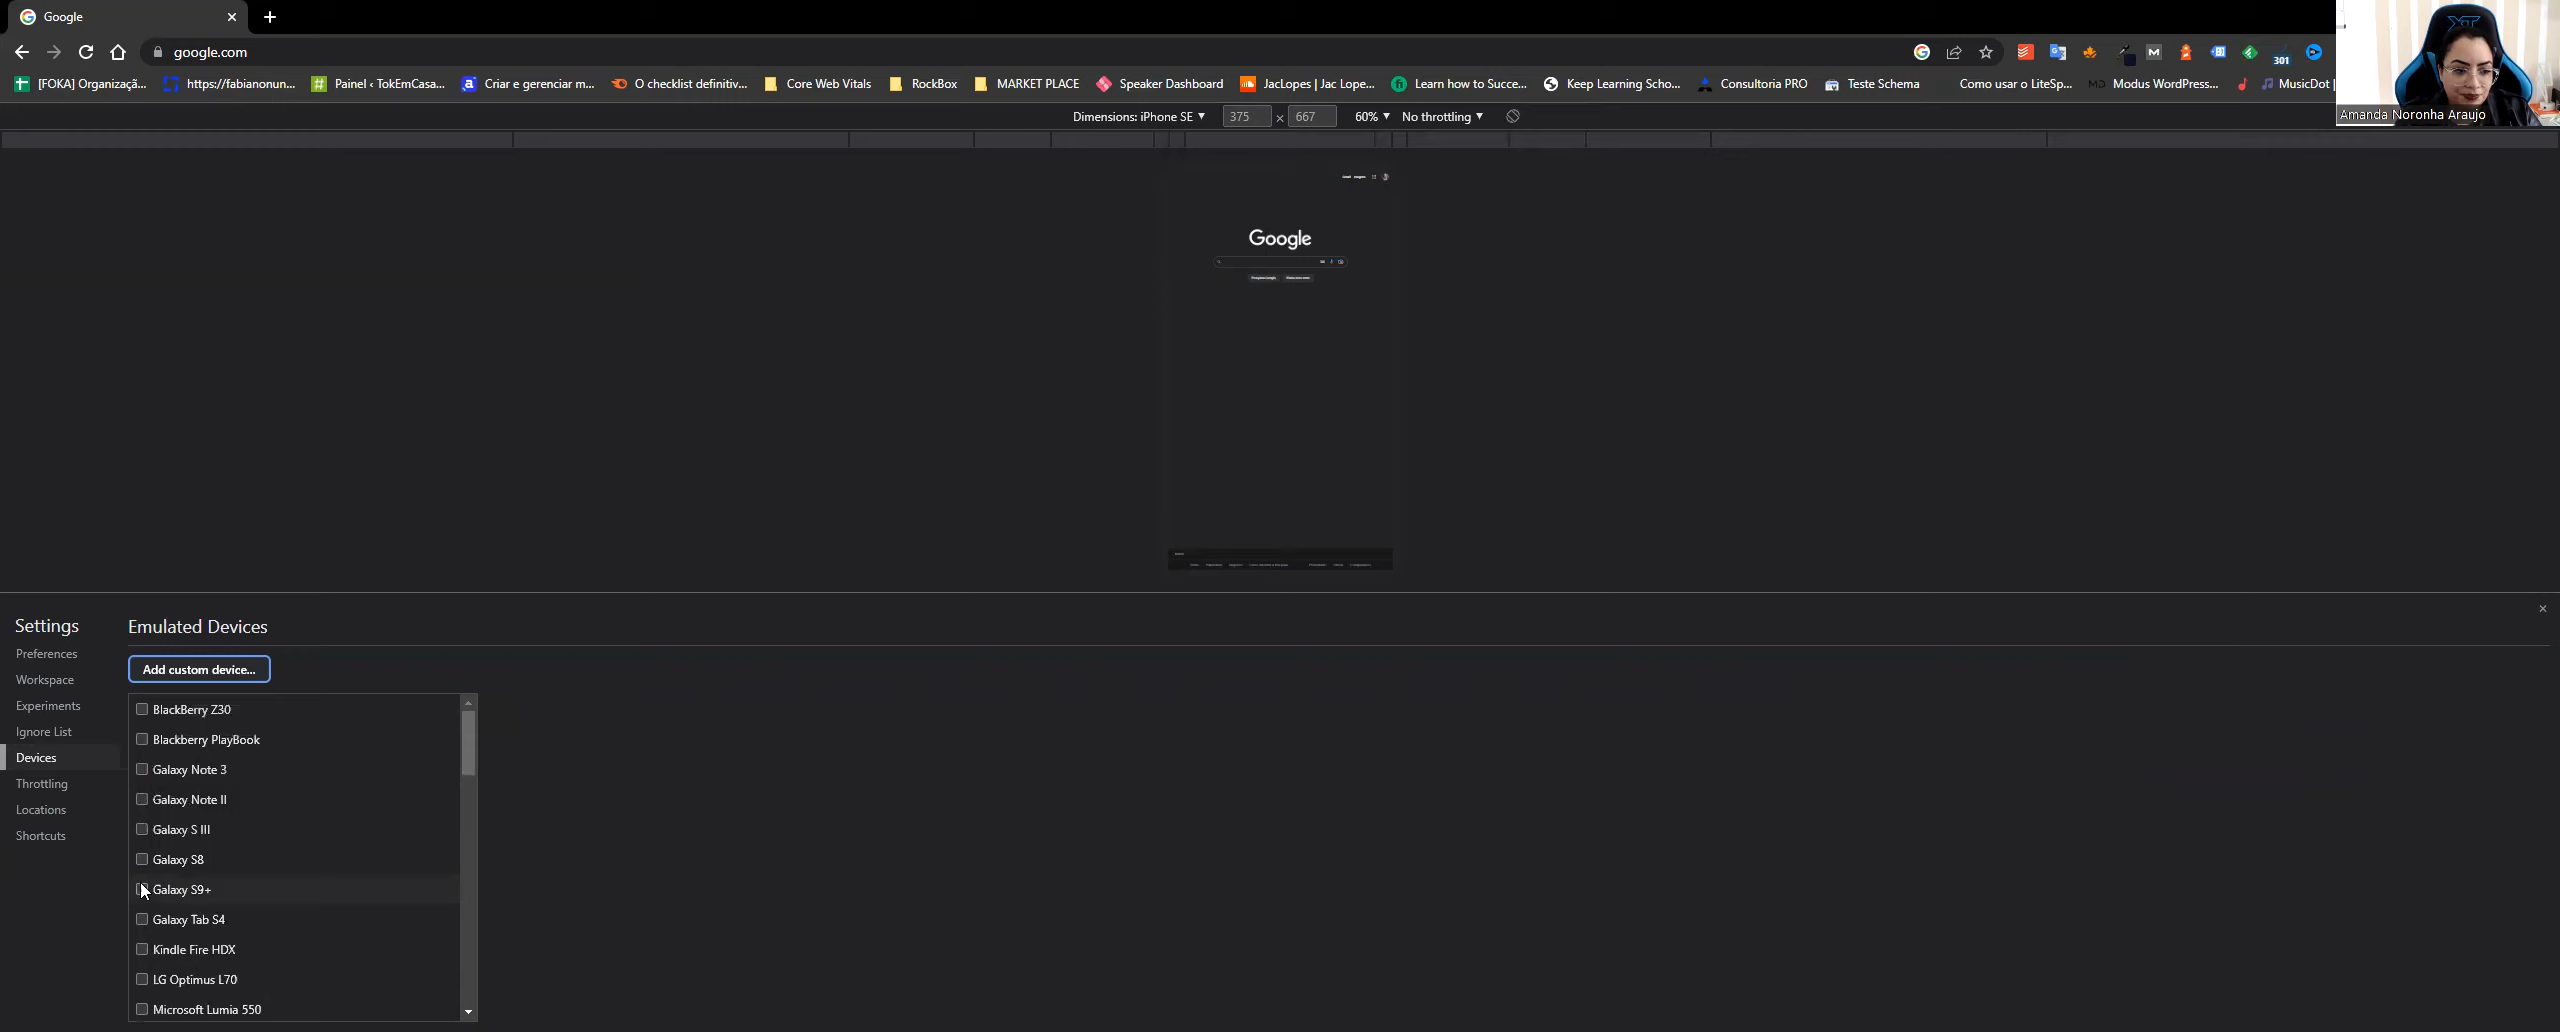 Google
google.com
301
[FOKA] Organizaçã...
https://fabianonun...
Painel ‹ TokEmCasa...
Criar e gerenciar m...
O checklist definitiv...
Core Web Vitals
RockBox
MARKET PLACE
Speaker Dashboard
JacLopes | Jac Lope...
Learn how to Succe...
Keep Learning Scho...
Consultoria PRO
Teste Schema
Como usar o LiteSp...
Modus WordPress...
MusicDot |
Amanda Noronha Araujo
Dimensions: iPhone SE
375 × 667
60%
No throttling
Google
Settings
Preferences
Workspace
Experiments
Ignore List
Devices
Throttling
Locations
Shortcuts
Emulated Devices
Add custom device...
BlackBerry Z30
Blackberry PlayBook
Galaxy Note 3
Galaxy Note II
Galaxy S III
Galaxy S8
Galaxy S9+
Galaxy Tab S4
Kindle Fire HDX
LG Optimus L70
Microsoft Lumia 550